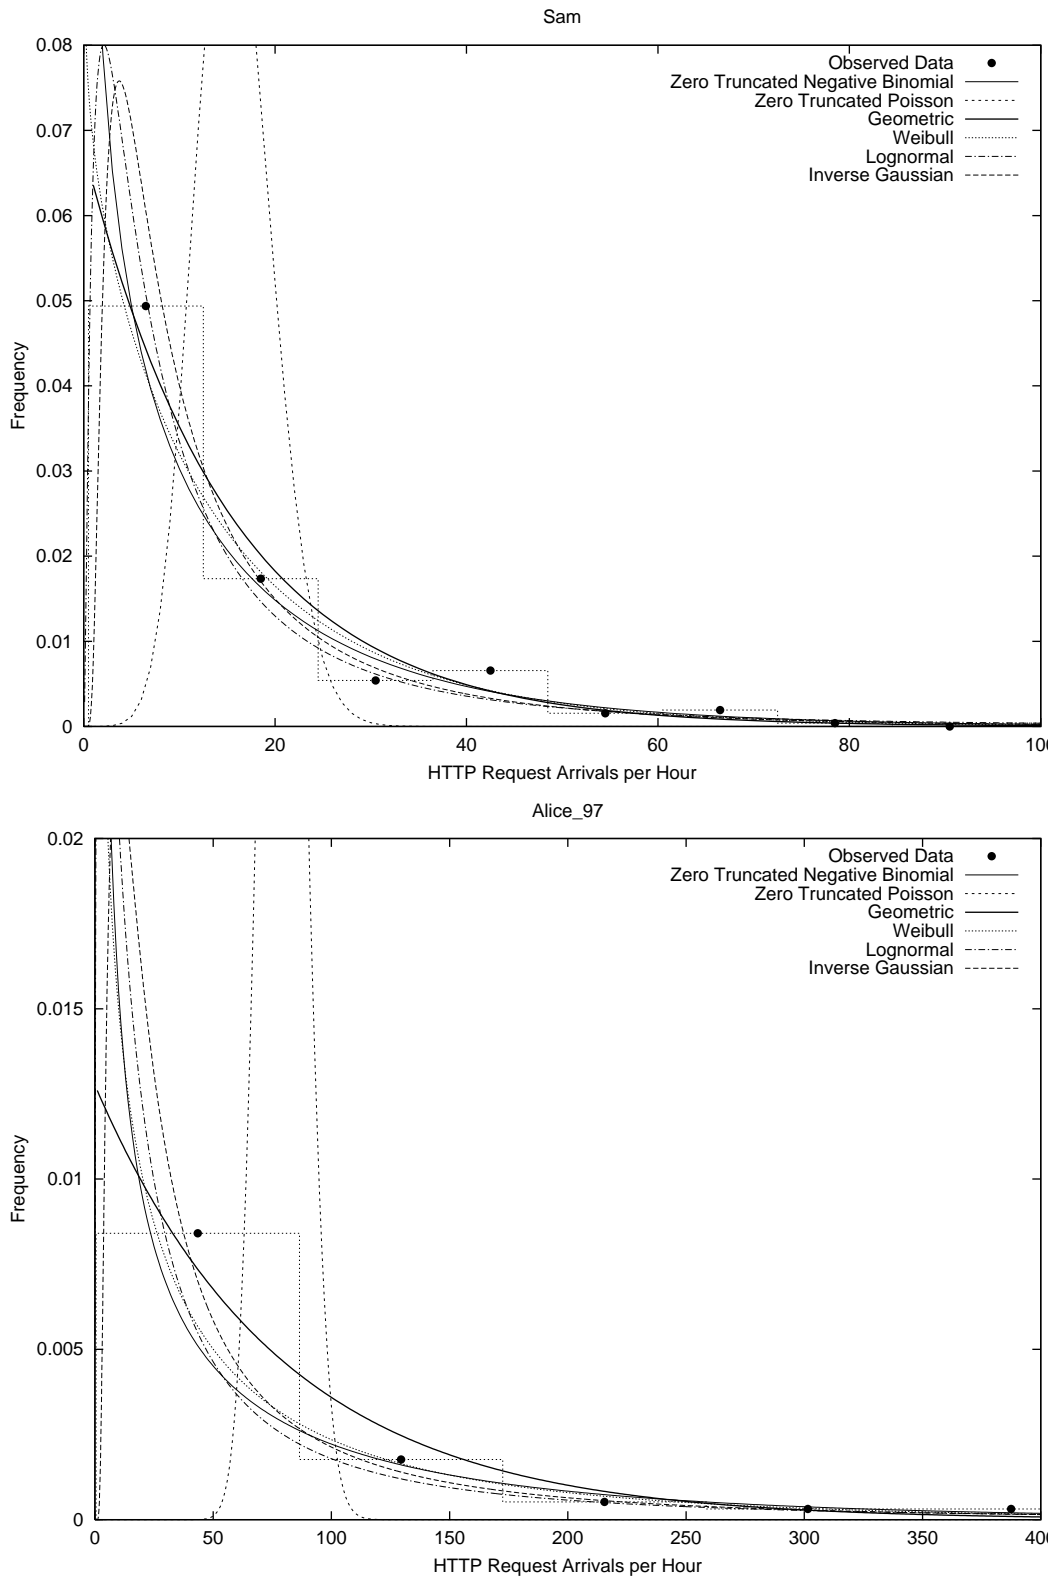 Sam
0.08
0.07
0.06
0.05
0.04
0.03
0.02
0.01
0
Frequency
Observed Data
Zero Truncated Negative Binomial
Zero Truncated Poisson
Geometric
Weibull
Lognormal
Inverse Gaussian
0 20 40 60 80 100
HTTP Request Arrivals per Hour
Alice_97
0.02
0.015
0.01
0.005
0
Frequency
Observed Data
Zero Truncated Negative Binomial
Zero Truncated Poisson
Geometric
Weibull
Lognormal
Inverse Gaussian
0 50 100 150 200 250 300 350 400
HTTP Request Arrivals per Hour